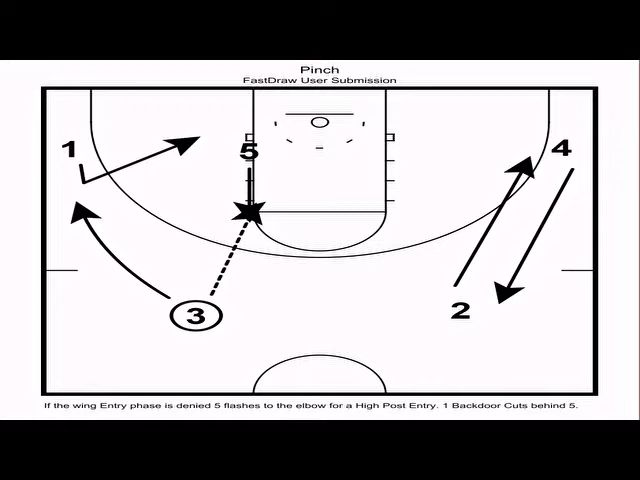 Pinch
FastDraw User Submission
1
5
4
3
2
If the wing Entry phase is denied 5 flashes to the elbow for a High Post Entry. 1 Backdoor Cuts behind 5.